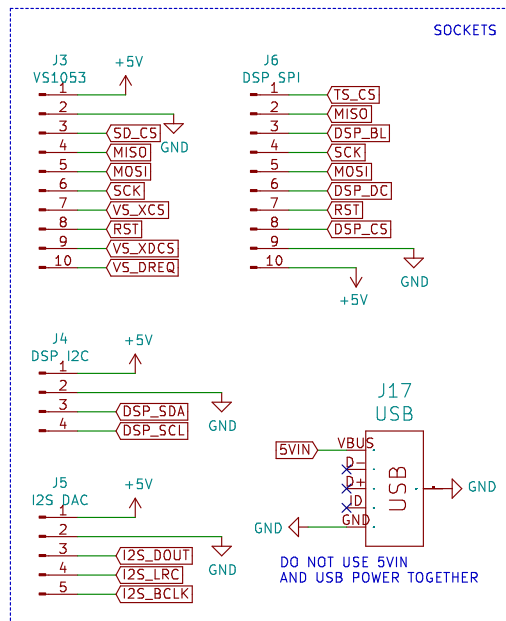 SOCKETS
J3
VS1053
+5V
1
2
GND
3 SD_CS
4 MISO
5 MOSI
6 SCK
7 VS_XCS
8 RST
9 VS_XDCS
10 VS_DREQ
J6
DSP_SPI
1 TS_CS
2 MISO
3 DSP_BL
4 SCK
5 MOSI
6 DSP_DC
7 RST
8 DSP_CS
9
GND
10
+5V
J4
DSP_I2C
+5V
1
2
GND
3 DSP_SDA
4 DSP_SCL
J17
USB
5VIN VBUS
D-
D+
ID
GND GND
USB
GND
DO NOT USE 5VIN
AND USB POWER TOGETHER
J5
I2S_DAC
+5V
1
2
GND
3 I2S_DOUT
4 I2S_LRC
5 I2S_BCLK